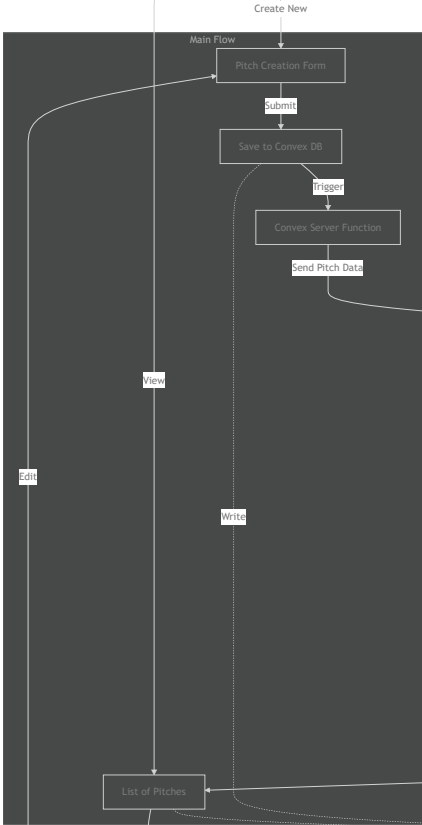 Create New
Main Flow
Pitch Creation Form
Submit
Save to Convex DB
Trigger
Convex Server Function
Send Pitch Data
View
Edit
Write
List of Pitches